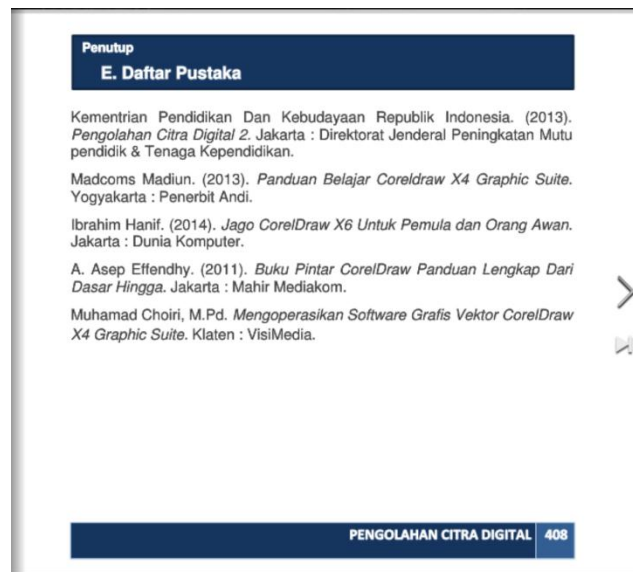 Penutup
E. Daftar Pustaka
Kementrian Pendidikan Dan Kebudayaan Republik Indonesia. (2013).
Pengolahan Citra Digital 2. Jakarta : Direktorat Jenderal Peningkatan Mutu
pendidik & Tenaga Kependidikan.
Madcoms Madiun. (2013). Panduan Belajar Coreldraw X4 Graphic Suite.
Yogyakarta : Penerbit Andi.
Ibrahim Hanif. (2014). Jago CorelDraw X6 Untuk Pemula dan Orang Awan.
Jakarta : Dunia Komputer.
A. Asep Effendhy. (2011). Buku Pintar CorelDraw Panduan Lengkap Dari
Dasar Hingga. Jakarta : Mahir Mediakom.
Muhamad Choiri, M.Pd. Mengoperasikan Software Grafis Vektor CorelDraw
X4 Graphic Suite. Klaten : VisiMedia.
PENGOLAHAN CITRA DIGITAL 408